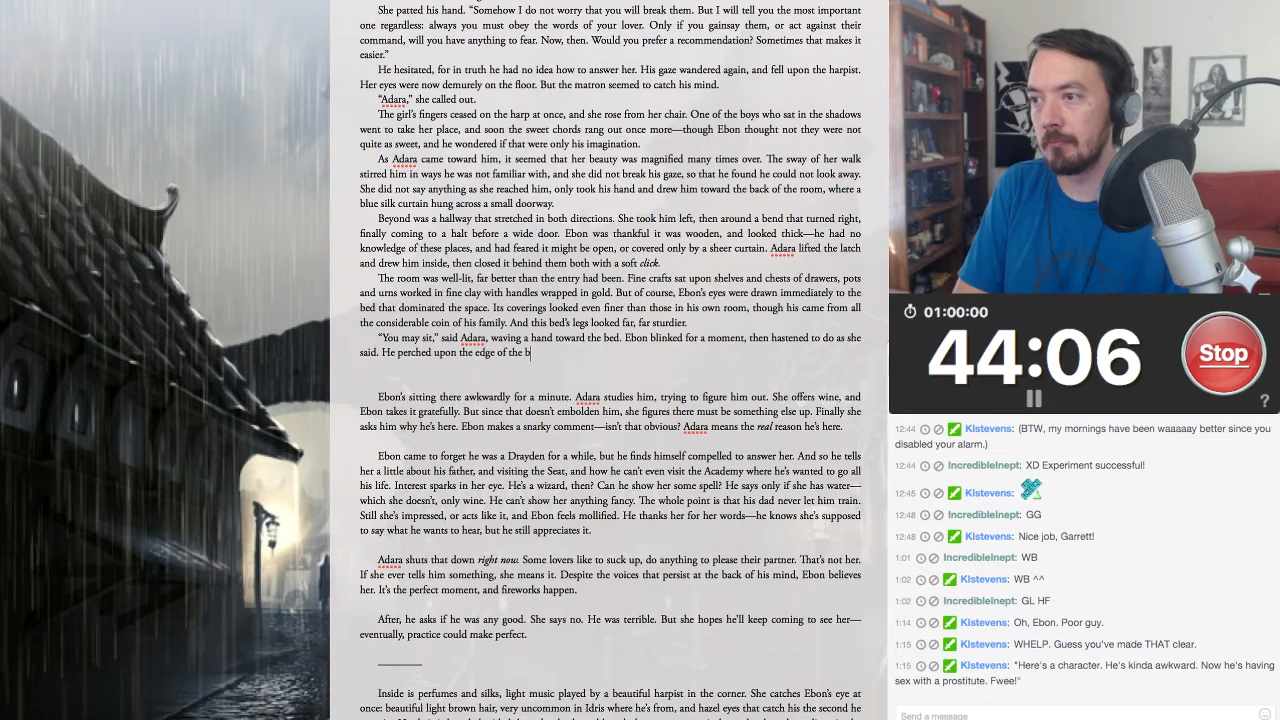 She patted his hand. “Somehow I do not worry that you will break them. But I will tell you the most important
one regardless: always you must obey the words of your lover. Only if you gainsay them, or act against their
command, will you have anything to fear. Now, then. Would you prefer a recommendation? Sometimes that makes it
easier.”
He hesitated, for in truth he had no idea how to answer her. His gaze wandered again, and fell upon the harpist.
Her eyes were now demurely on the floor. But the matron seemed to catch his mind.
“Adara,” she called out.
The girl’s fingers ceased on the harp at once, and she rose from her chair. One of the boys who sat in the shadows
went to take her place, and soon the sweet chords rang out once more—though Ebon thought not they were not
quite as sweet, and he wondered if that were only his imagination.
As Adara came toward him, it seemed that her beauty was magnified many times over. The sway of her walk
stirred him in ways he was not familiar with, and she did not break his gaze, so that he found he could not look away.
She did not say anything as she reached him, only took his hand and drew him toward the back of the room, where a
blue silk curtain hung across a small doorway.
Beyond was a hallway that stretched in both directions. She took him left, then around a bend that turned right,
finally coming to a halt before a wide door. Ebon was thankful it was wooden, and looked thick—he had no
knowledge of these places, and had feared it might be open, or covered only by a sheer curtain. Adara lifted the latch
and drew him inside, then closed it behind them both with a soft click.
The room was well-lit, far better than the entry had been. Fine crafts sat upon shelves and chests of drawers, pots
and urns worked in fine clay with handles wrapped in gold. But of course, Ebon’s eyes were drawn immediately to the
bed that dominated the space. Its coverings looked even finer than those in his own room, though his came from all
the considerable coin of his family. And this bed’s legs looked far, far sturdier.
“You may sit,” said Adara, waving a hand toward the bed. Ebon blinked for a moment, then hastened to do as she
said. He perched upon the edge of the b
Ebon’s sitting there awkwardly for a minute. Adara studies him, trying to figure him out. She offers wine, and
Ebon takes it gratefully. But since that doesn’t embolden him, she figures there must be something else up. Finally she
asks him why he’s here. Ebon makes a snarky comment—isn’t that obvious? Adara means the real reason he’s here.
Ebon came to forget he was a Drayden for a while, but he finds himself compelled to answer her. And so he tells
her a little about his father, and visiting the Seat, and how he can’t even visit the Academy where he’s wanted to go all
his life. Interest sparks in her eye. He’s a wizard, then? Can he show her some spell? He says only if she has water—
which she doesn’t, only wine. He can’t show her anything fancy. The whole point is that his dad never let him train.
Still she’s impressed, or acts like it, and Ebon feels mollified. He thanks her for her words—he knows she’s supposed
to say what he wants to hear, but he still appreciates it.
Adara shuts that down right now. Some lovers like to suck up, do anything to please their partner. That’s not her.
If she ever tells him something, she means it. Despite the voices that persist at the back of his mind, Ebon believes
her. It’s the perfect moment, and fireworks happen.
After, he asks if he was any good. She says no. He was terrible. But she hopes he’ll keep coming to see her—
eventually, practice could make perfect.
Inside is perfumes and silks, light music played by a beautiful harpist in the corner. She catches Ebon’s eye at
once: beautiful light brown hair, very uncommon in Idris where he’s from, and hazel eyes that catch his the second he
01:00:00
44:06
Stop
?
12:44 KIstevens: (BTW, my mornings have been waaaaay better since you
disabled your alarm.)
12:44 IncredibleInept: XD Experiment successful!
12:45 KIstevens:
12:48 IncredibleInept: GG
12:48 KIstevens: Nice job, Garrett!
1:01 IncredibleInept: WB
1:02 KIstevens: WB ^^
1:02 IncredibleInept: GL HF
1:14 KIstevens: Oh, Ebon. Poor guy.
1:15 KIstevens: WHELP. Guess you've made THAT clear.
1:15 KIstevens: "Here's a character. He's kinda awkward. Now he's having
sex with a prostitute. Fwee!"
Send a message